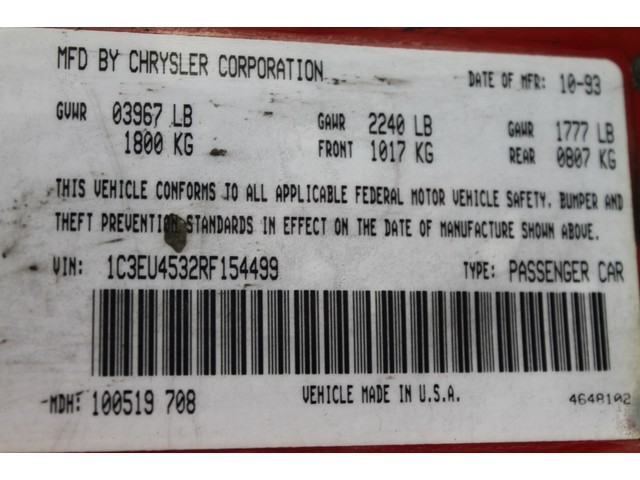 MFD BY CHRYSLER CORPORATION DATE OF MFR: 10-93
GVWR 03967 LB GAWR 2240 LB GAWR 1777 LB
1800 KG FRONT 1017 KG REAR 0807 KG
THIS VEHICLE CONFORMS TO ALL APPLICABLE FEDERAL MOTOR VEHICLE SAFETY, BUMPER AND
THEFT PREVENTION STANDARDS IN EFFECT ON THE DATE OF MANUFACTURE SHOWN ABOVE.
VIN: 1C3EU4532RF154499 TYPE: PASSENGER CAR
MDH: 100519 708 VEHICLE MADE IN U.S.A. 4648102